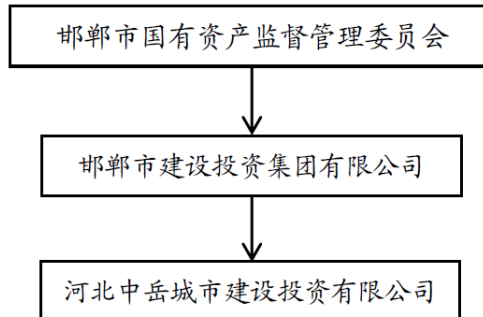 邯郸市国有资产监督管理委员会
邯郸市建设投资集团有限公司
河北中岳城市建设投资有限公司